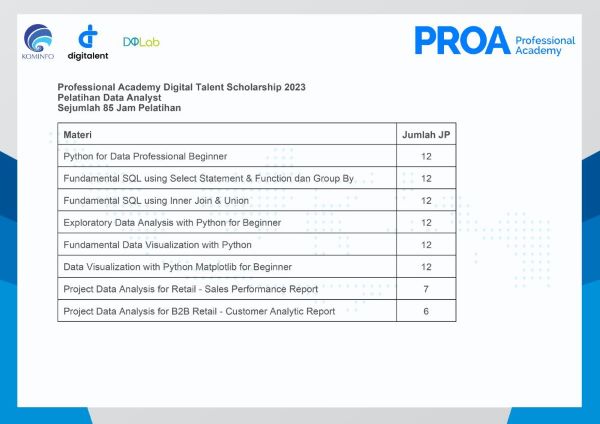 KOMINFO
digitalent
DQLab
PROA Professional Academy
Professional Academy Digital Talent Scholarship 2023
Pelatihan Data Analyst
Sejumlah 85 Jam Pelatihan
Materi Jumlah JP
Python for Data Professional Beginner 12
Fundamental SQL using Select Statement & Function dan Group By 12
Fundamental SQL using Inner Join & Union 12
Exploratory Data Analysis with Python for Beginner 12
Fundamental Data Visualization with Python 12
Data Visualization with Python Matplotlib for Beginner 12
Project Data Analysis for Retail - Sales Performance Report 7
Project Data Analysis for B2B Retail - Customer Analytic Report 6